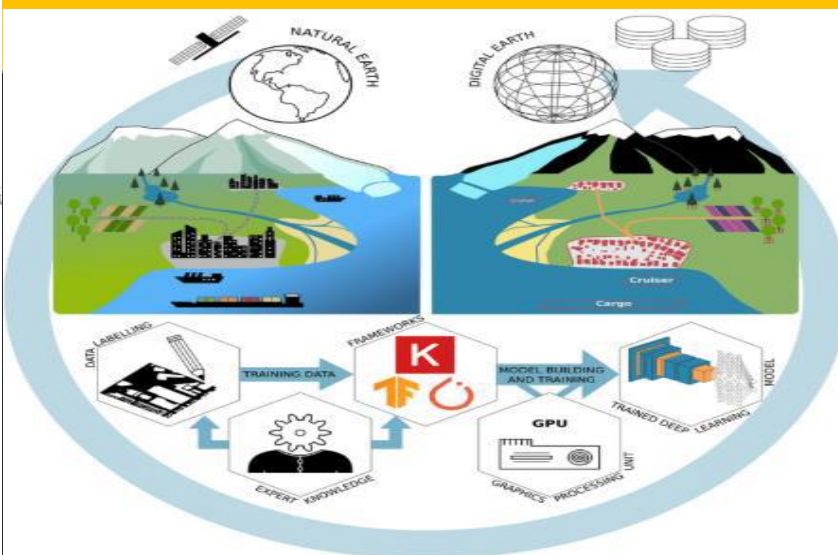 NATURAL EARTH
DIGITAL EARTH
Cruiser
Cargo
DATA LABELLING
TRAINING DATA
FRAMEWORKS
K
MODEL BUILDING
AND TRAINING
TRAINED DEEP LEARNING MODEL
EXPERT KNOWLEDGE
GPU
GRAPHICS PROCESSING UNIT